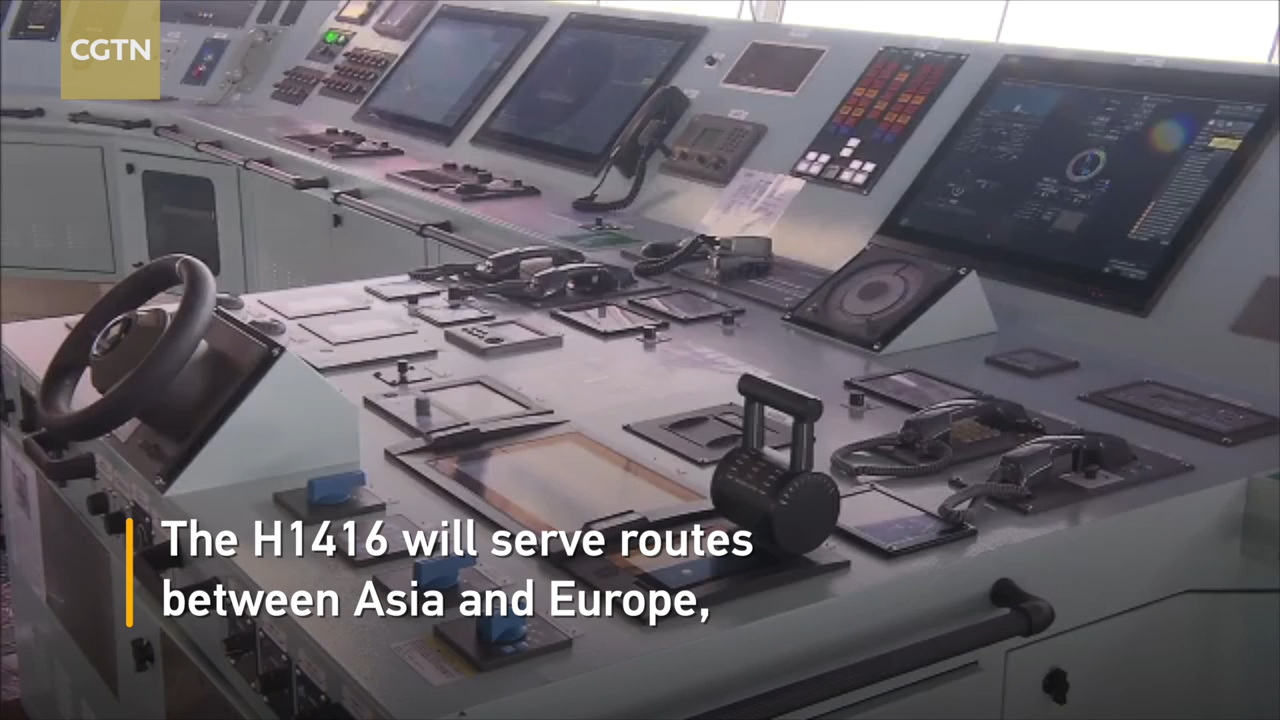 CGTN
The H1416 will serve routes
between Asia and Europe,